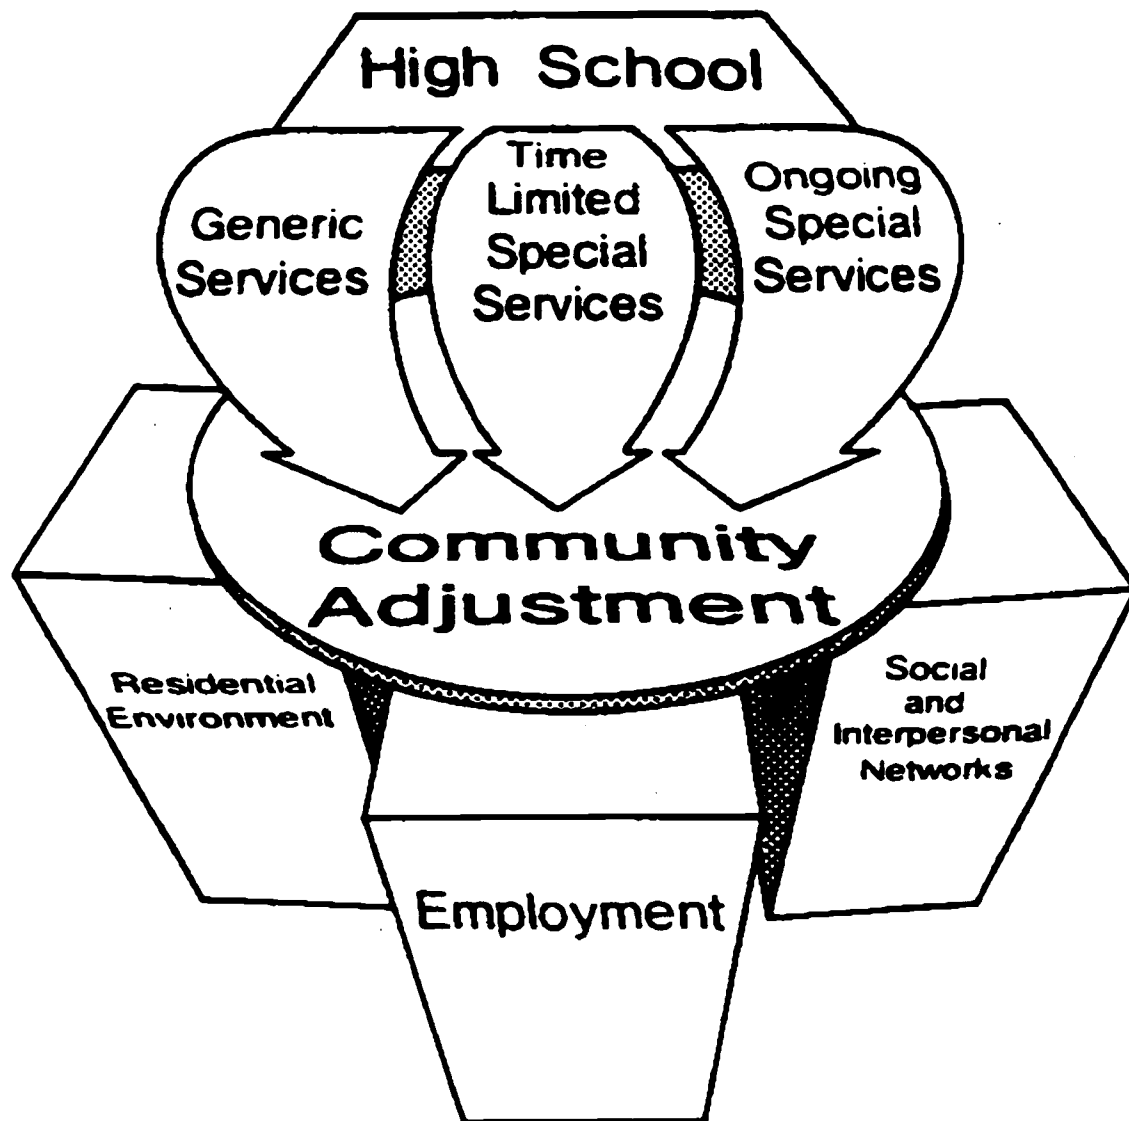 High School
Generic
Services
Time
Limited
Special
Services
Ongoing
Special
Services
Community
Adjustment
Residential
Environment
Employment
Social
and
Interpersonal
Networks